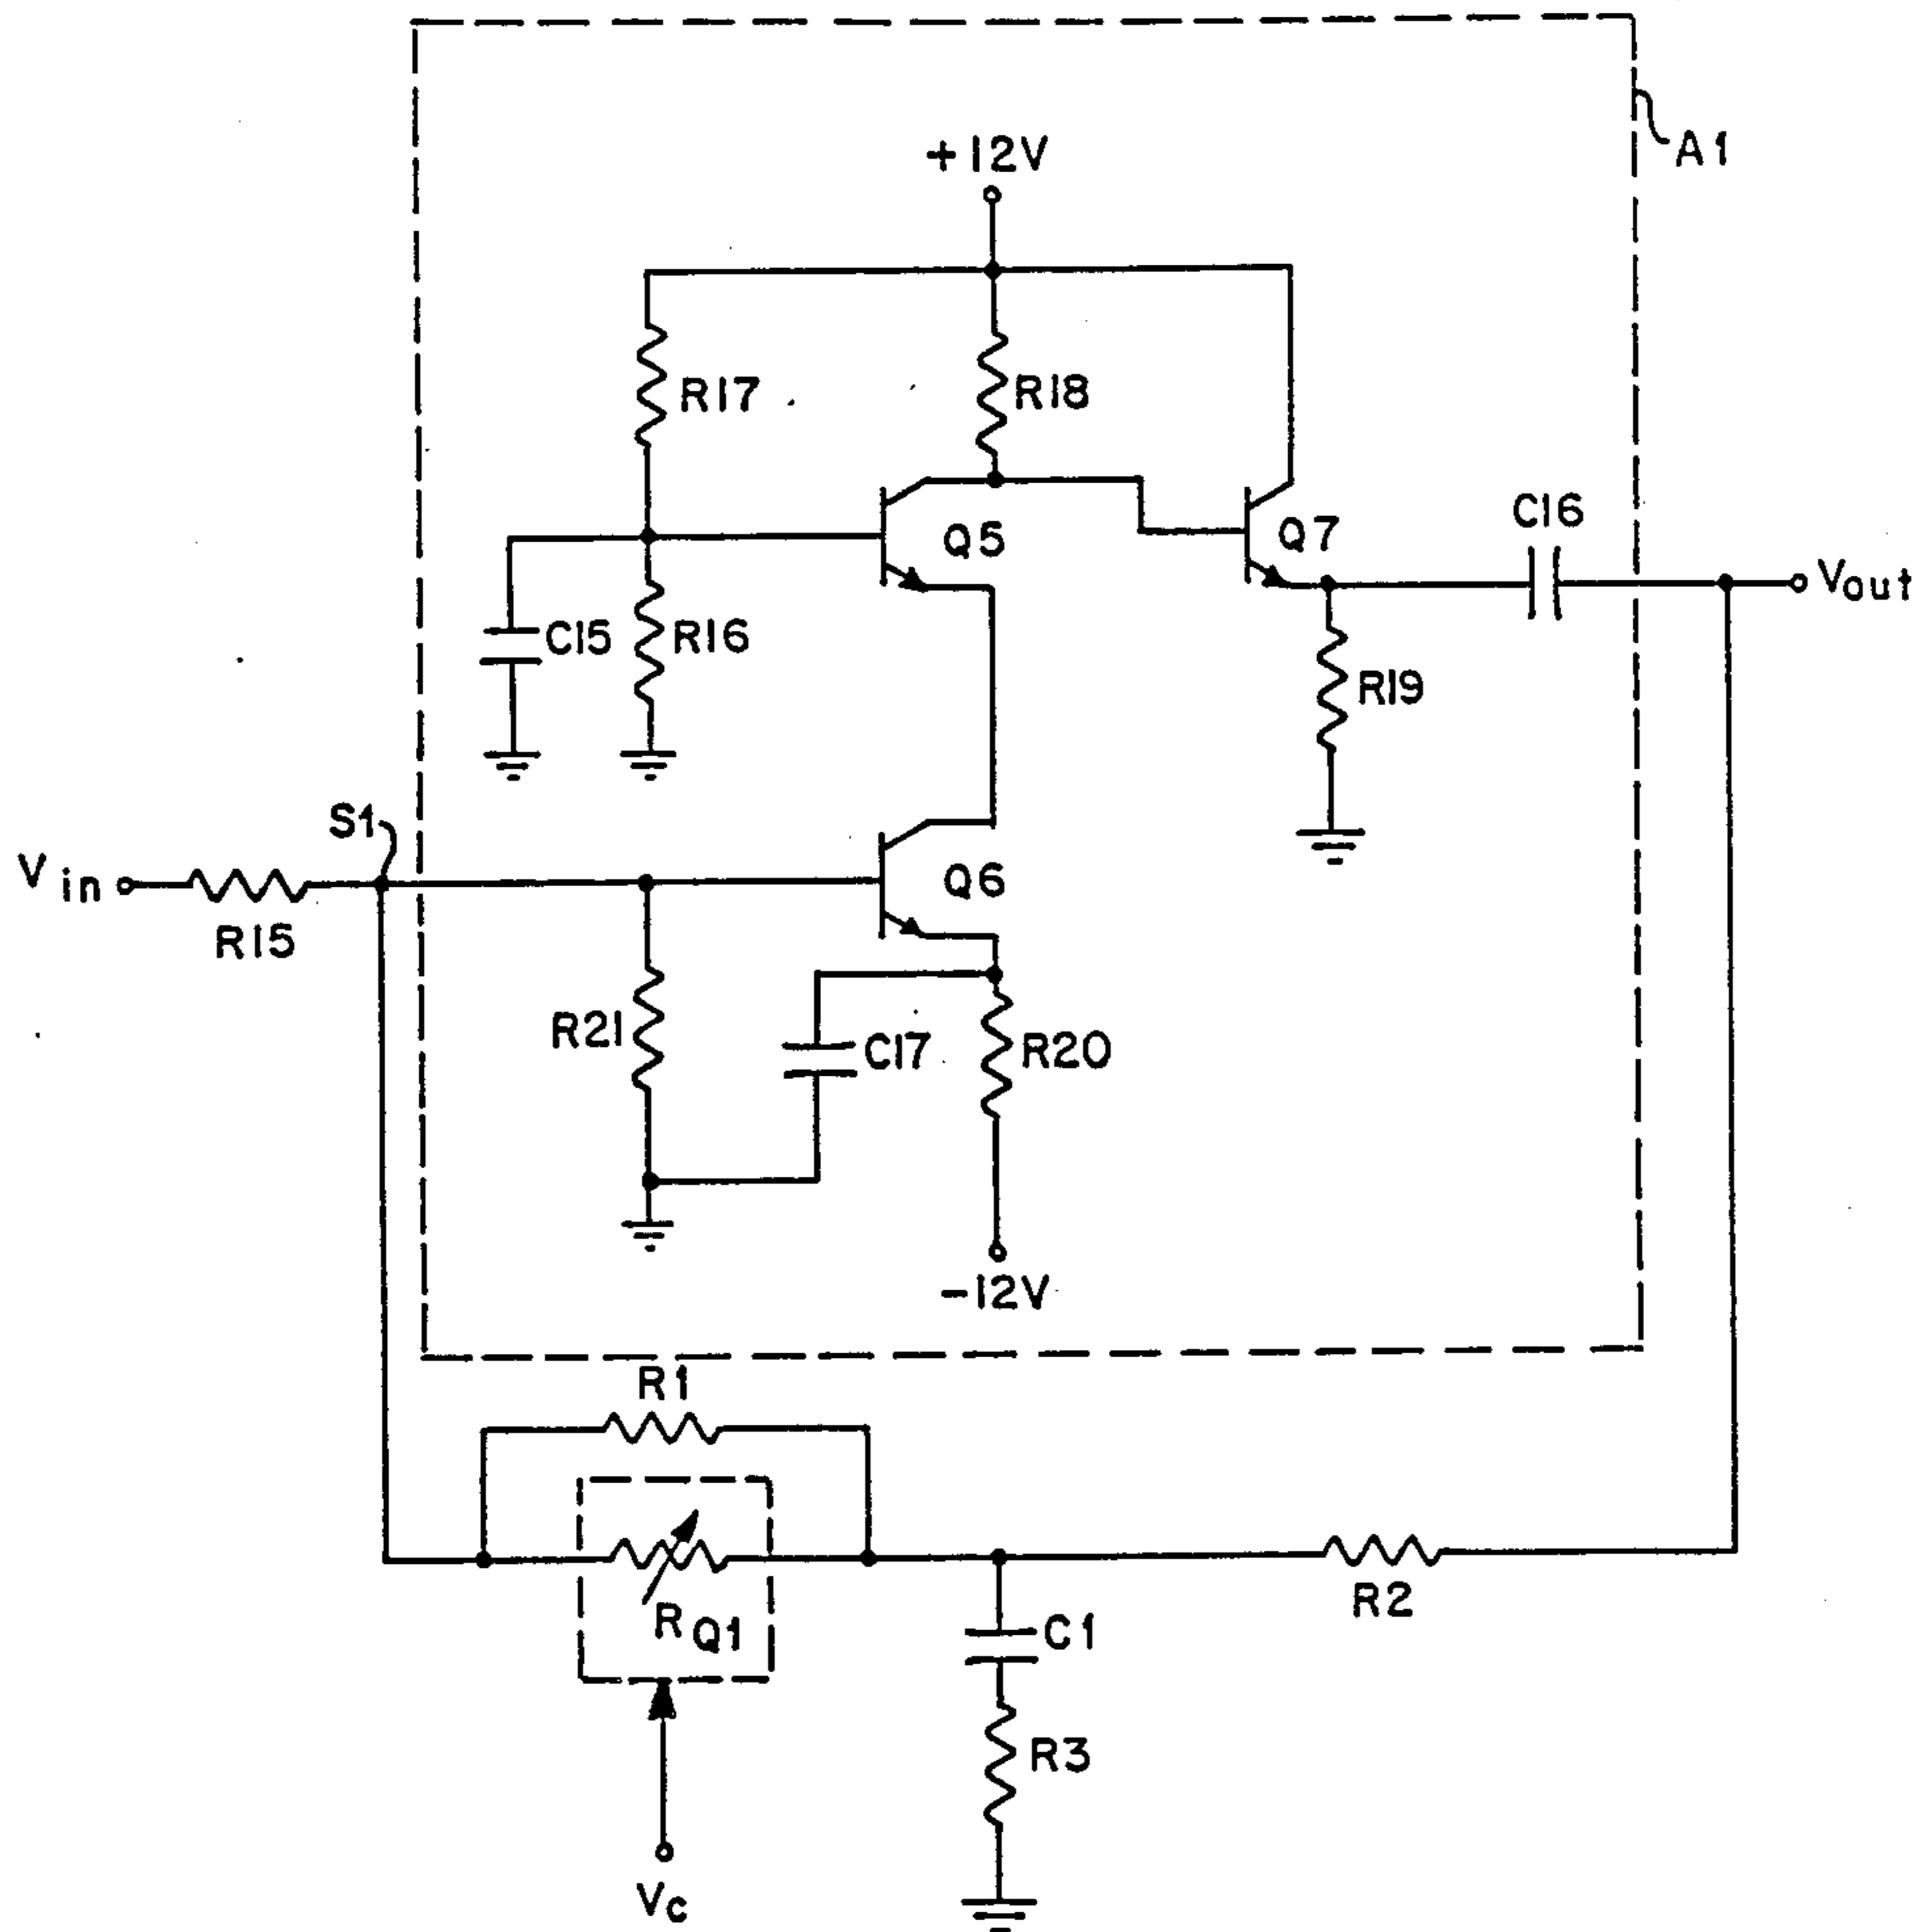 A1
+12V
R17
R18
C16
Q5
Q7
Vout
C15
R16
R19
S1
Vin
Q6
R15
R21
C17
R20
-12V
R1
RQ1
C1
R2
R3
Vc